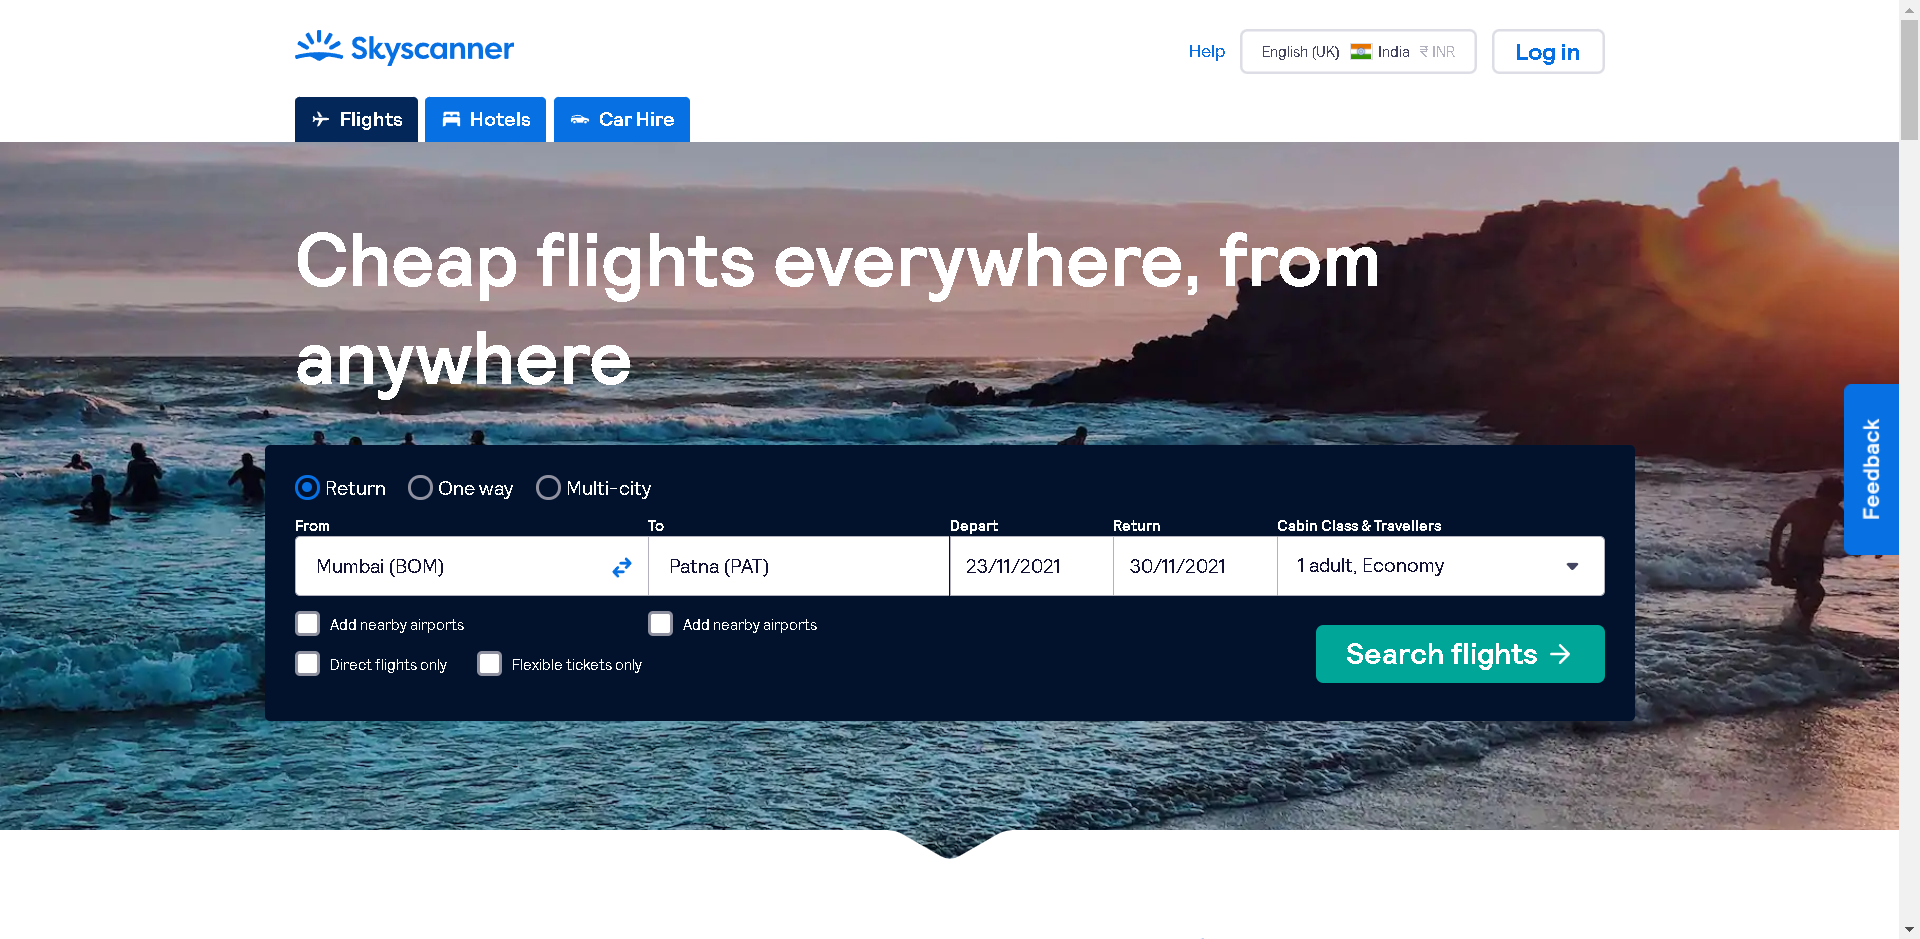 Skyscanner
Help
English (UK) India ₹ INR
Log in
Flights
Hotels
Car Hire
Cheap flights everywhere, from
anywhere
Feedback
Return
One way
Multi-city
From
To
Depart
Return
Cabin Class & Travellers
Mumbai (BOM)
Patna (PAT)
23/11/2021
30/11/2021
1 adult, Economy
Add nearby airports
Add nearby airports
Direct flights only
Flexible tickets only
Search flights